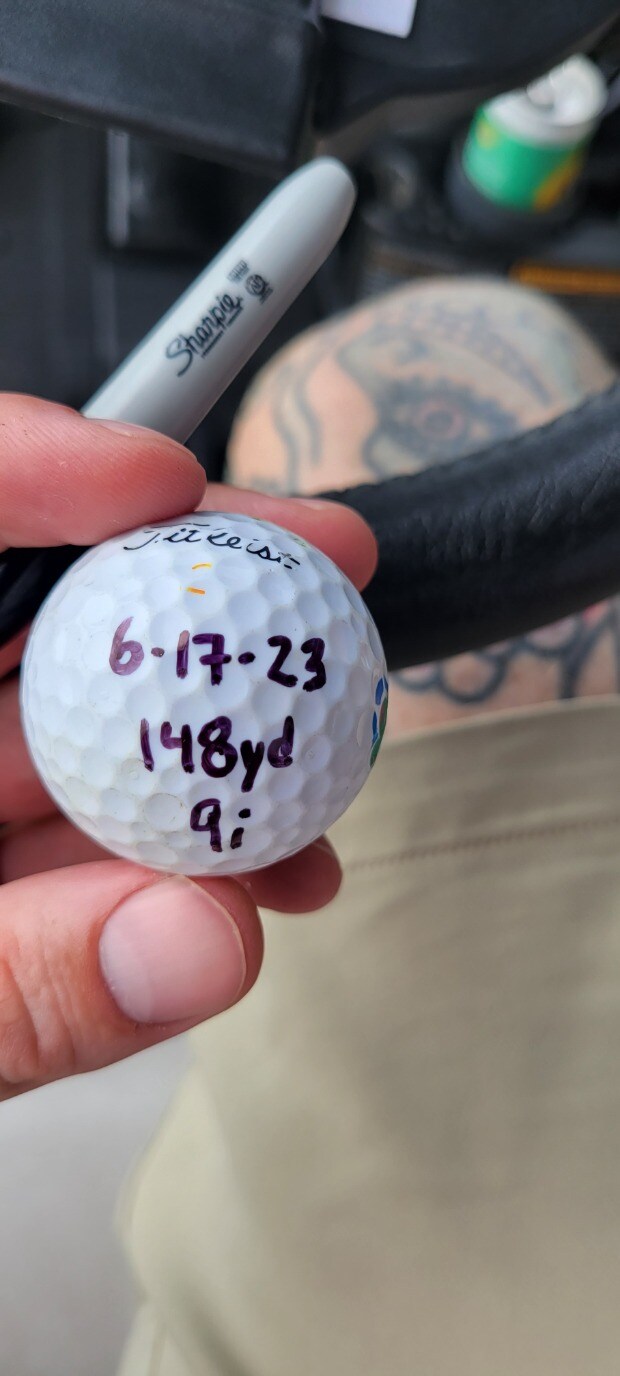 Sharpie
Titleist
6-17-23
148yd
9i